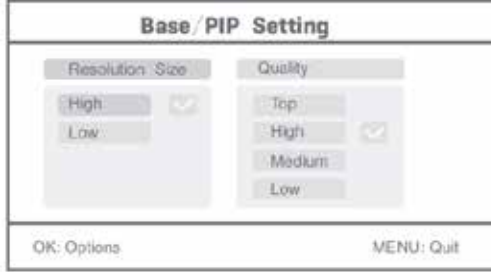 Base/PIP Setting
Resolution Size
High
Low
Quality
Top
High
Medium
Low
OK: Options
MENU: Quit